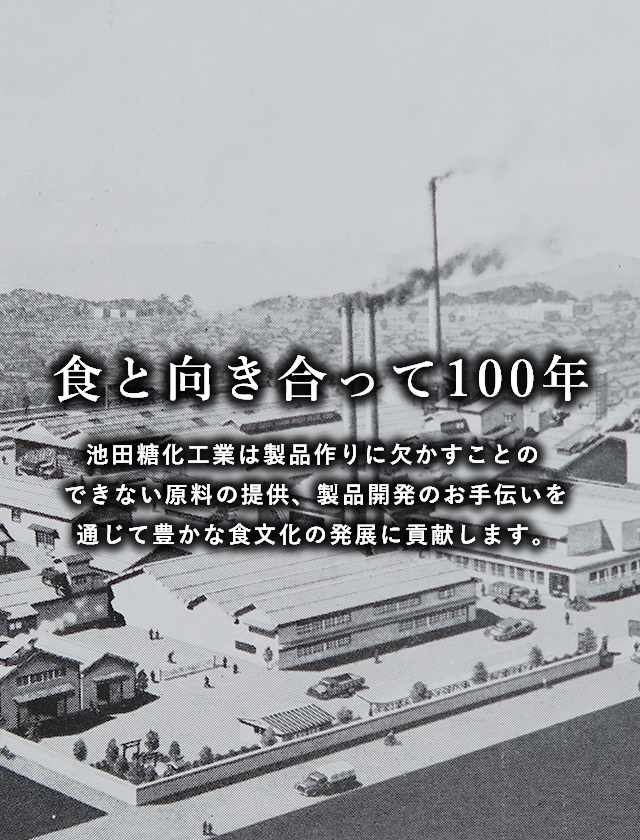 食と向き合って100年
池田糖化工業は製品作りに欠かすことの
できない原料の提供、製品開発のお手伝いを
通じて豊かな食文化の発展に貢献します。